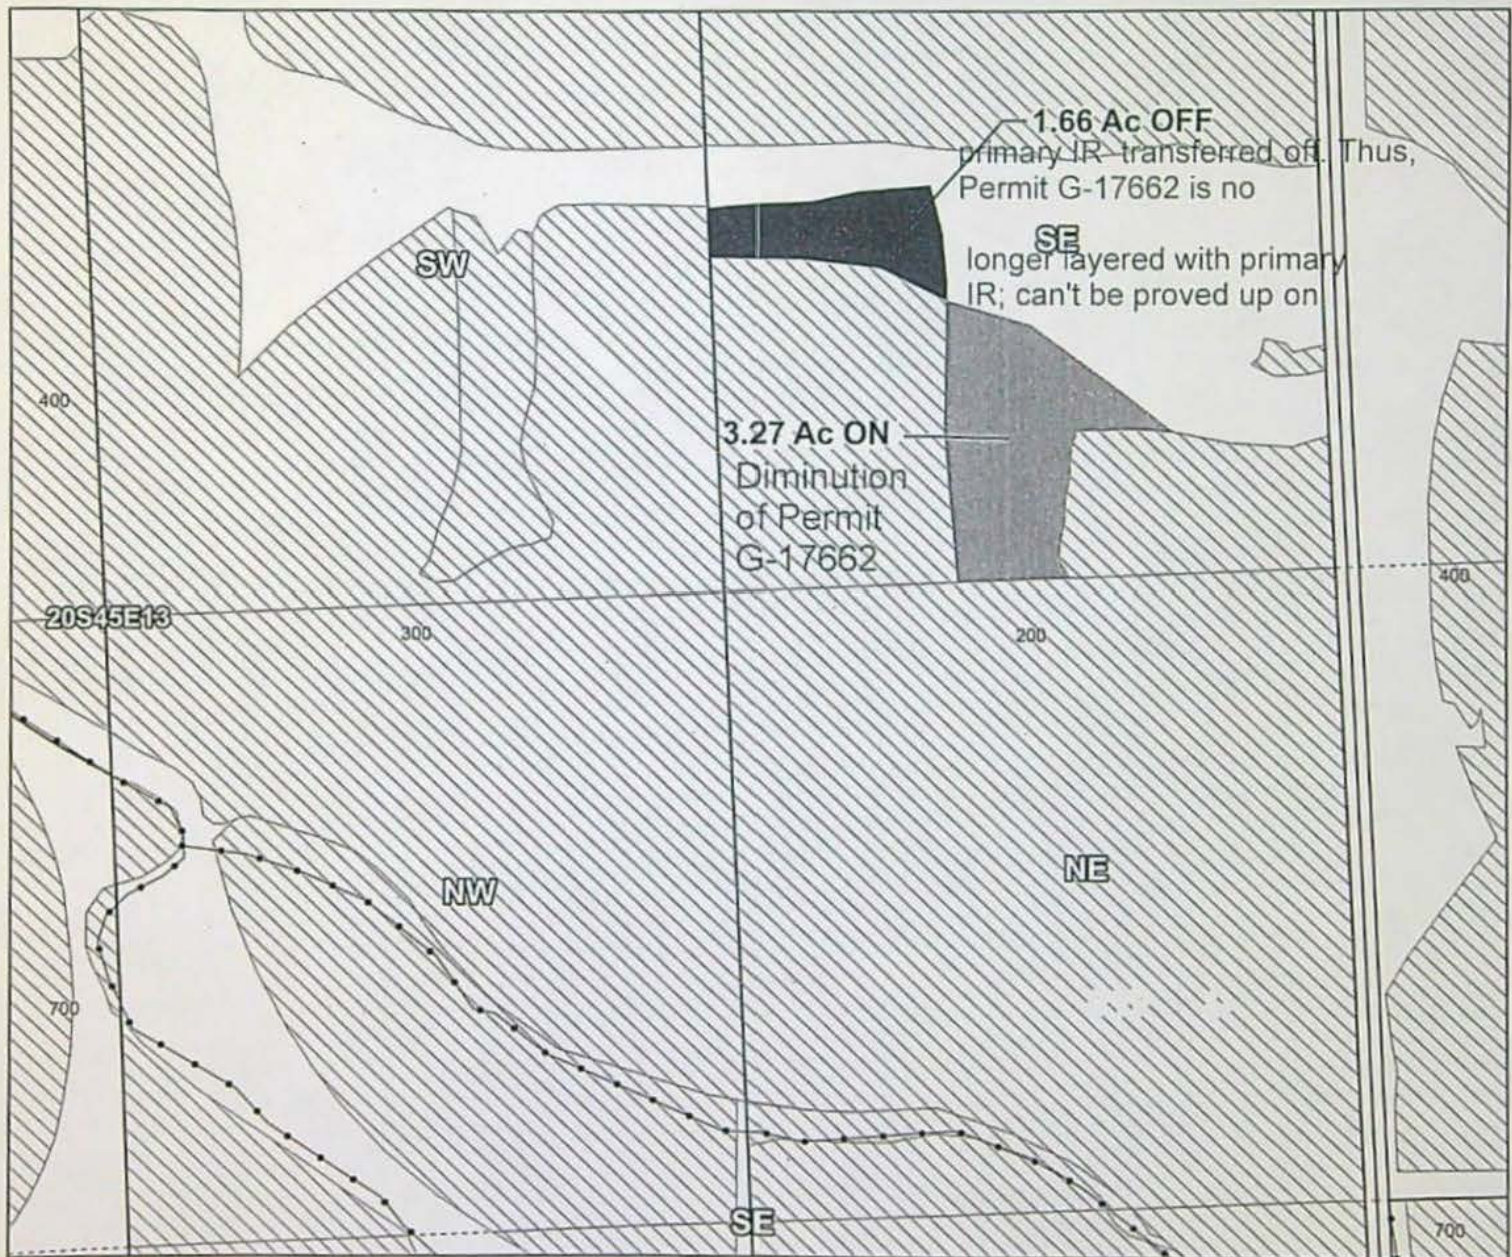 1.66 Ac OFF
primary IR transferred off. Thus,
Permit G-17662 is no
SE
longer layered with primary
IR; can't be proved up on
SW
400
3.27 Ac ON
Diminution
of Permit
G-17662
400
20S45E13
300
200
NW
NE
700
SE
700